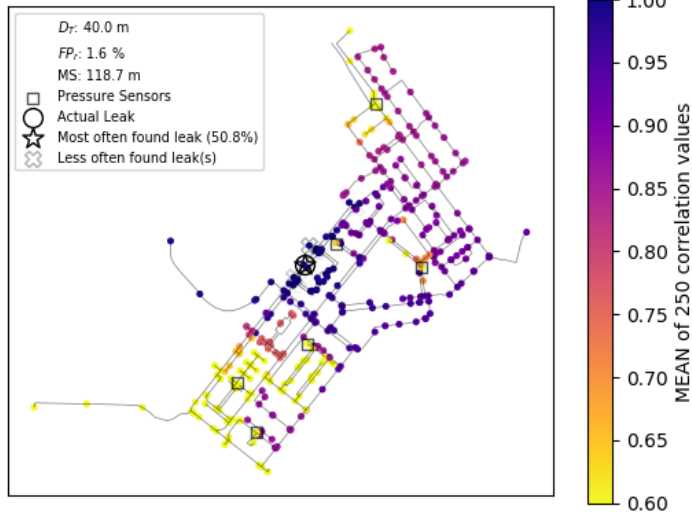 D_T: 40.0 m
FP_r: 1.6 %
MS: 118.7 m
Pressure Sensors
Actual Leak
Most often found leak (50.8%)
Less often found leak(s)
1.00
0.95
0.90
0.85
0.80
0.75
0.70
0.65
0.60
MEAN of 250 correlation values